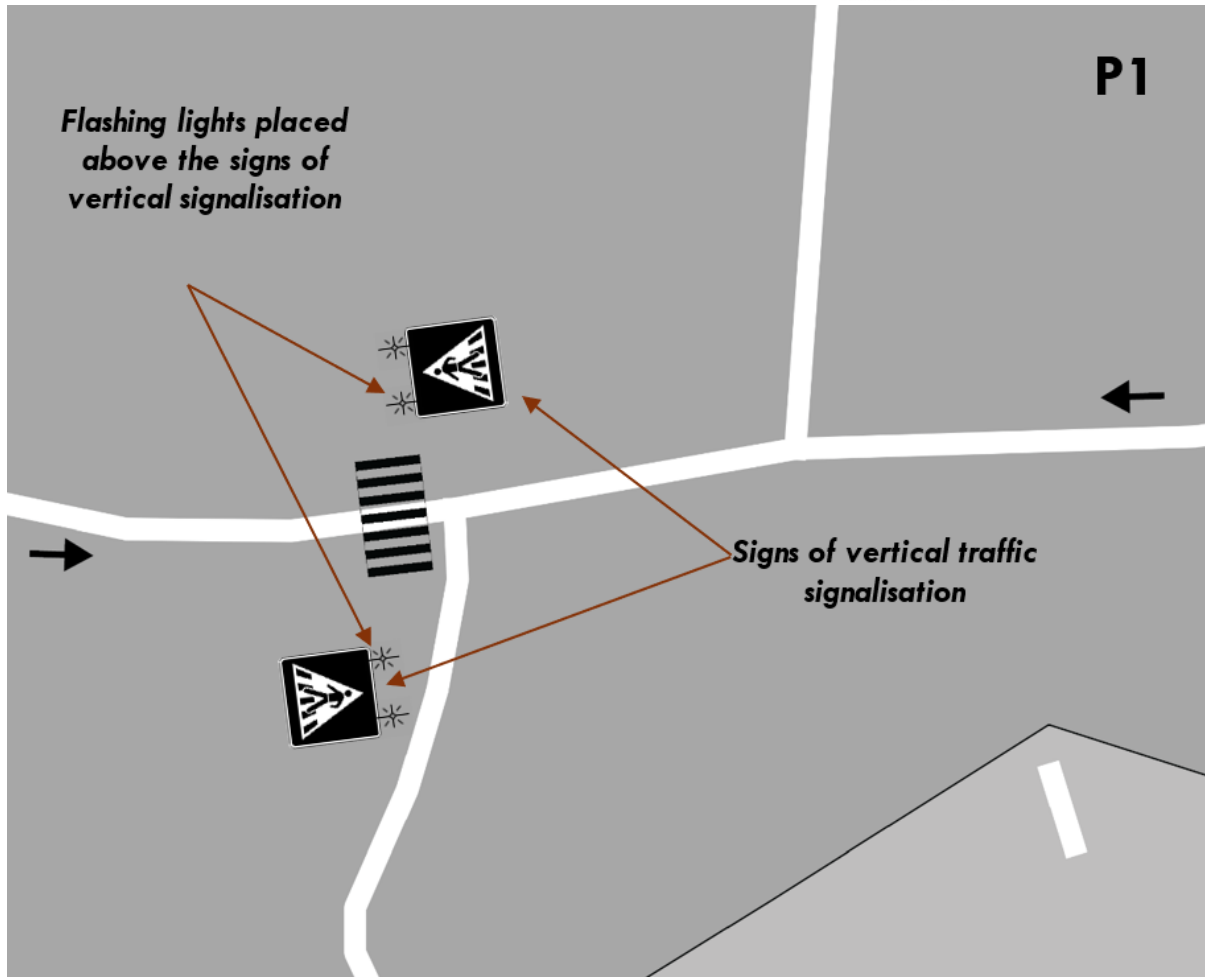 P1
Flashing lights placed
above the signs of
vertical signalisation
Signs of vertical traffic
signalisation